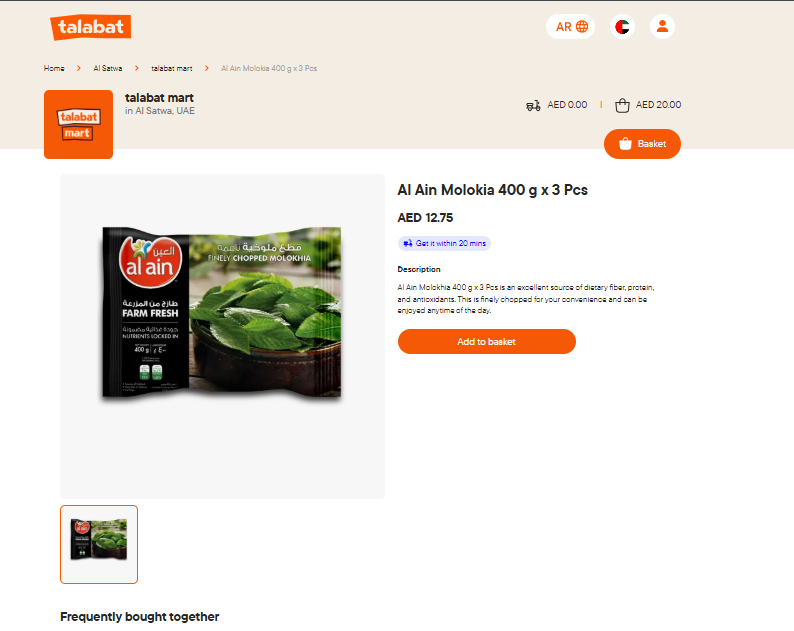 talabat
AR
Home > Al Satwa > talabat mart > Al Ain Molokia 400 g x 3 Pcs
talabat
mart
talabat mart
in Al Satwa, UAE
AED 0.00 | AED 20.00
Basket
العين
al ain
طازج من المزرعة
FARM FRESH
جودة غذائية مضمونة
NUTRIENTS LOCKED IN
400 g
قطع ملوخية ناعمة
FINELY CHOPPED MOLOKHIA
Al Ain Molokia 400 g x 3 Pcs
AED 12.75
Get it within 20 mins
Description
Al Ain Molokhia 400 g x 3 Pcs is an excellent source of dietary fiber, protein,
and antioxidants. This is finely chopped for your convenience and can be
enjoyed anytime of the day.
Add to basket
Frequently bought together